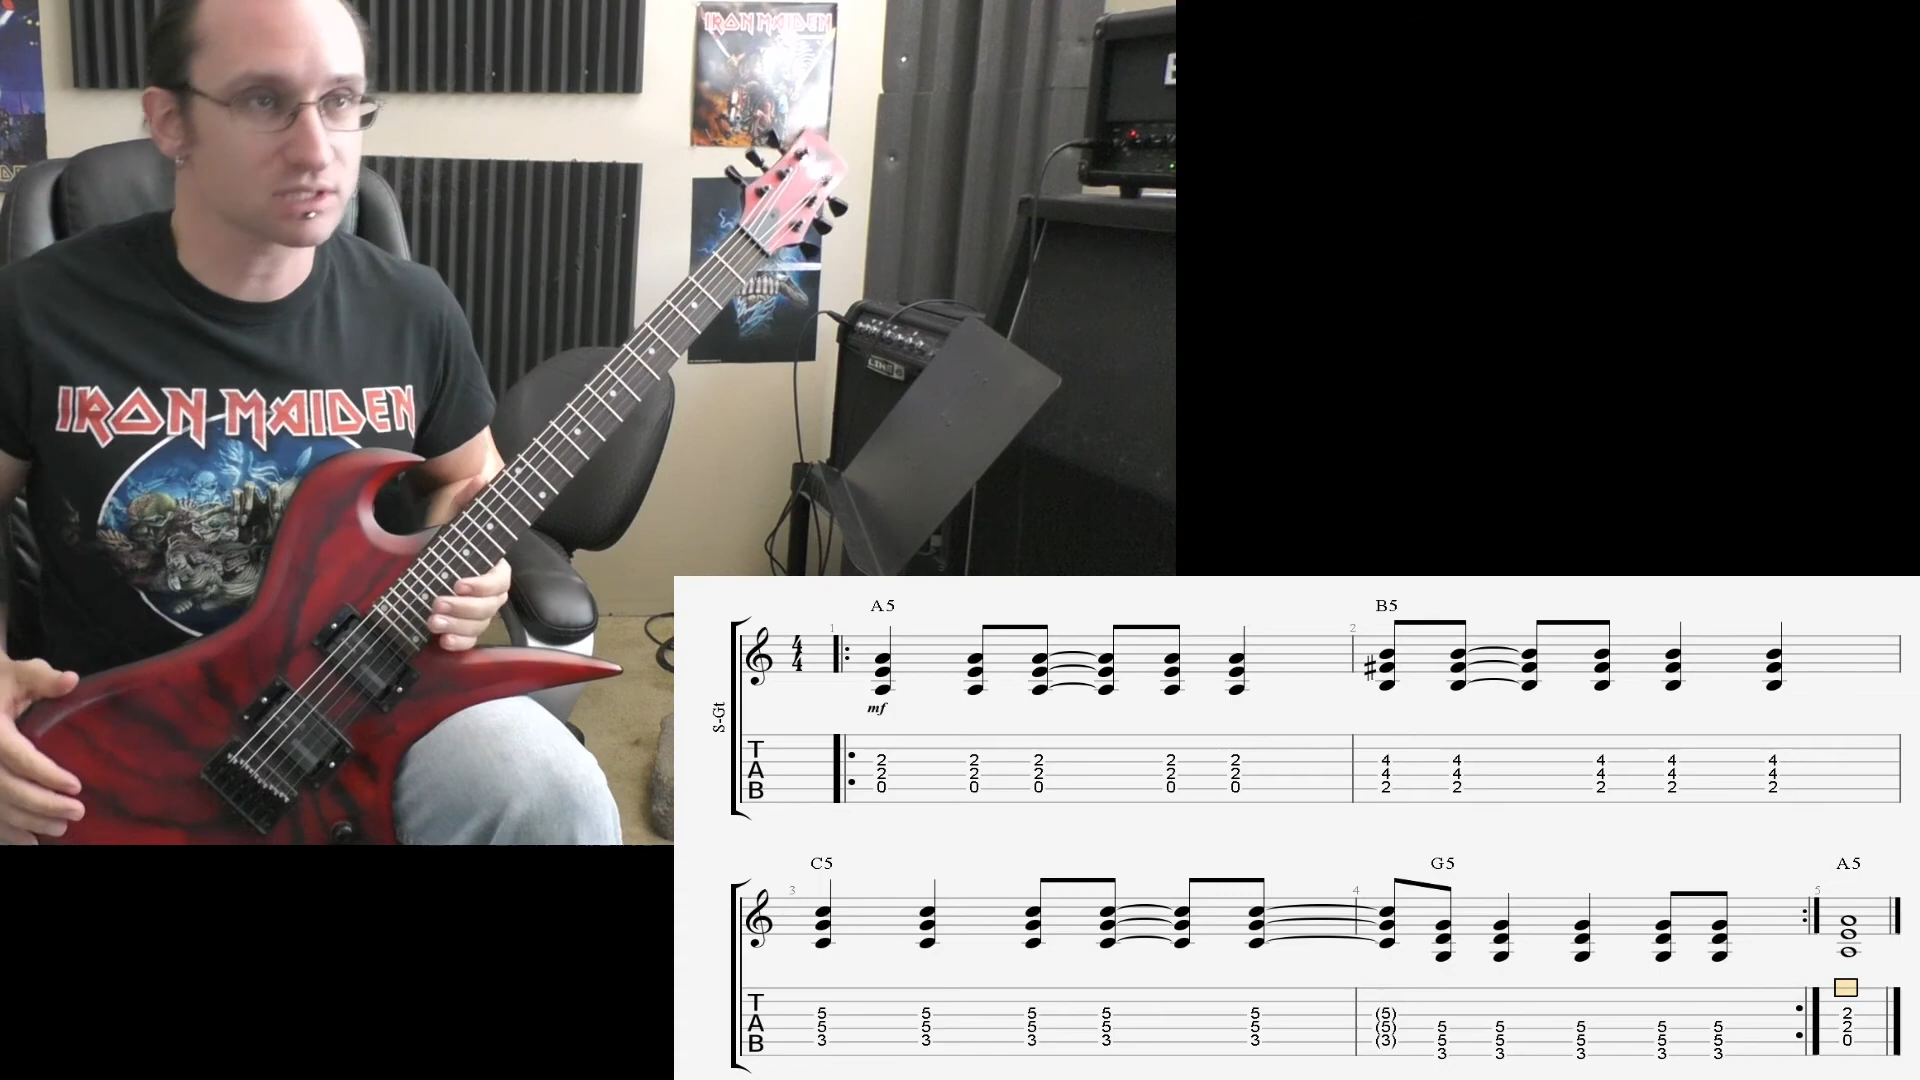 IRON MAIDEN
LINE 6
IRON MAIDEN
A5 B5
S-Gt
1 2
4
4
mf
T
A
B
2 2 2 2 2 4 4 4 4 4
2 2 2 2 2 4 4 4 4 4
0 0 0 0 0 2 2 2 2 2
C5 G5 A5
3 4 5
T
A
B
5 5 5 5 5 (5) 2
5 5 5 5 5 (5) 5 5 5 5 5 2
3 3 3 3 3 (3) 5 5 5 5 5 0
3 3 3 3 3